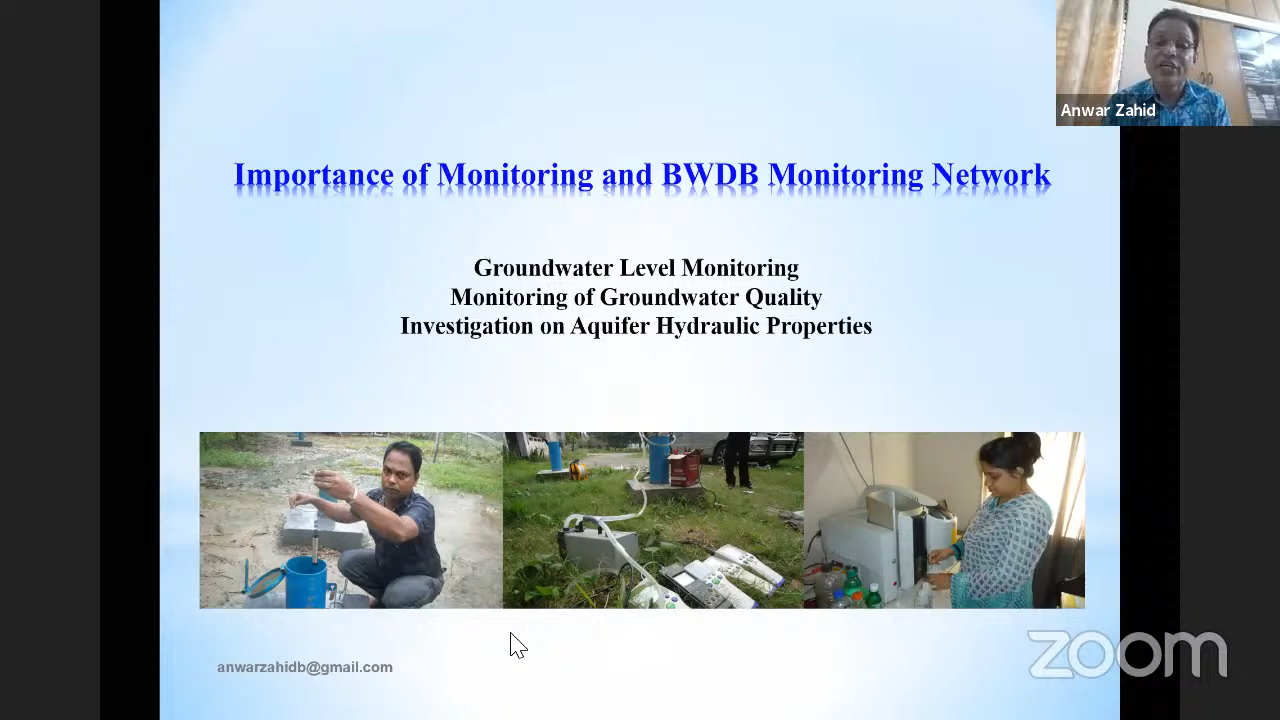 Anwar Zahid
Importance of Monitoring and BWDB Monitoring Network
Groundwater Level Monitoring
Monitoring of Groundwater Quality
Investigation on Aquifer Hydraulic Properties
anwarzahidb@gmail.com
zoom